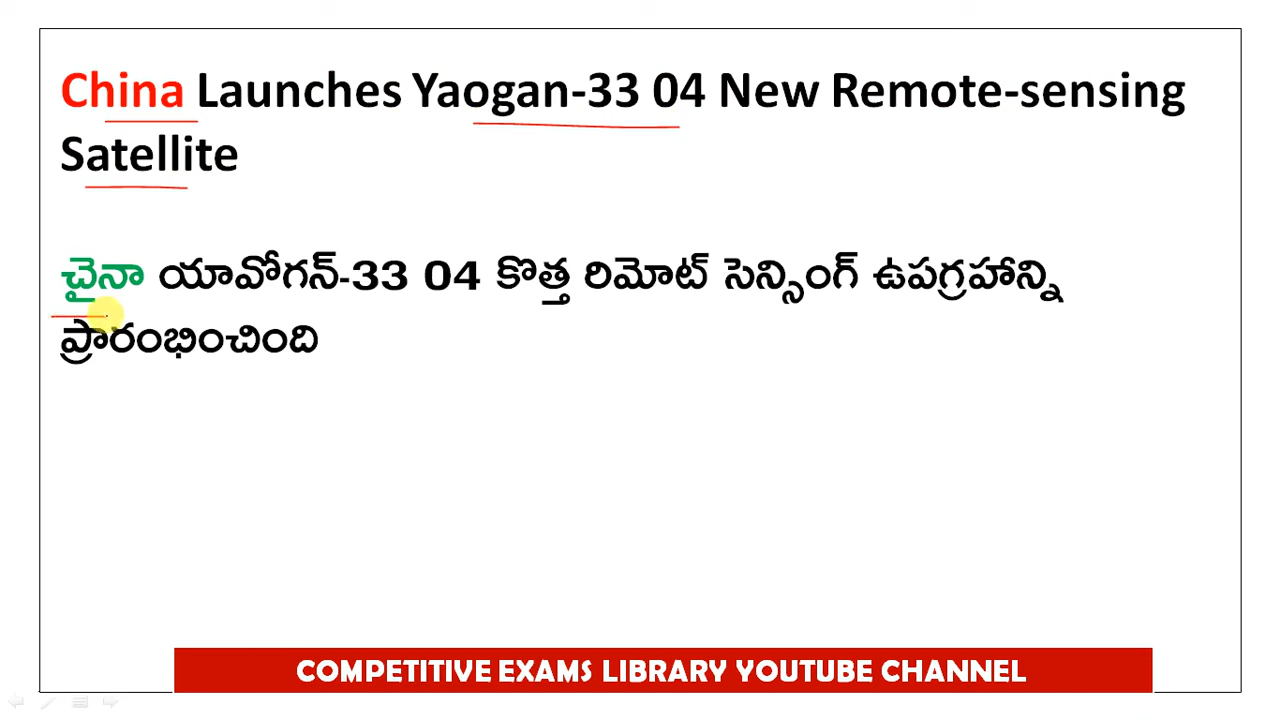 China Launches Yaogan-33 04 New Remote-sensing
Satellite
చైనా యావోగన్-33 04 కొత్త రిమోట్ సెన్సింగ్ ఉపగ్రహాన్ని
ప్రారంభించింది
COMPETITIVE EXAMS LIBRARY YOUTUBE CHANNEL